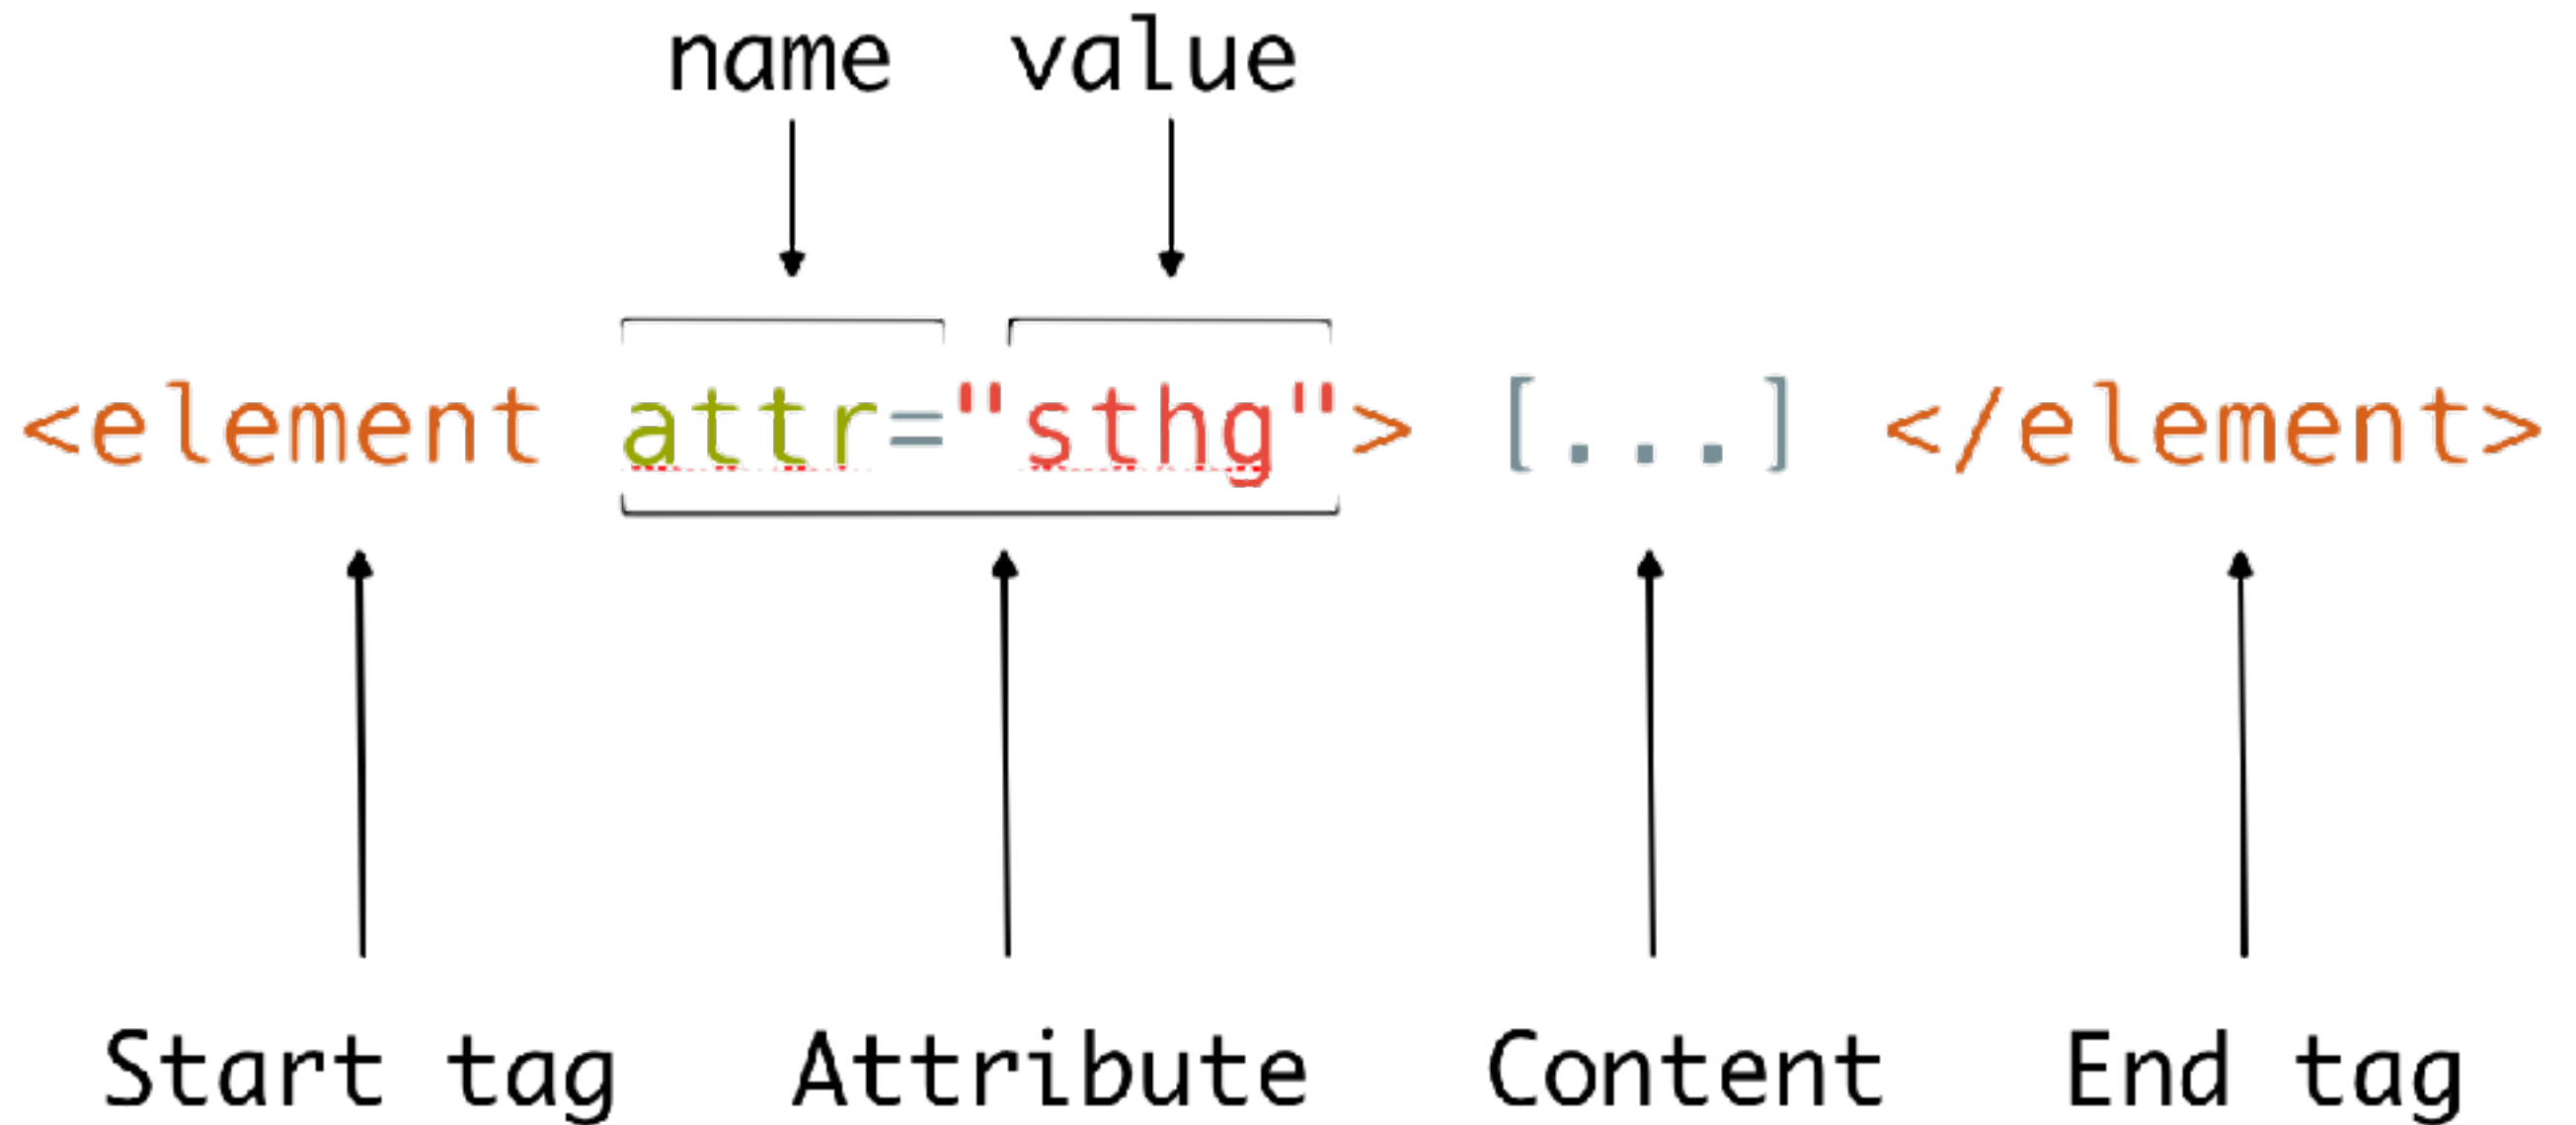 name value
<element attr="sthg"> [...] </element>
Start tag Attribute Content End tag